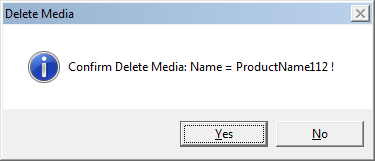 Delete Media
Confirm Delete Media: Name = ProductName112 !
Yes
No